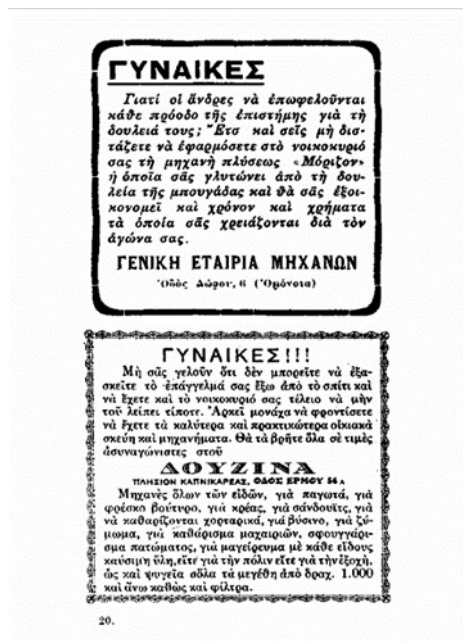 ΓΥΝΑΙΚΕΣ
Γιατί οἱ ἄνδρες νὰ ἐπωφελοῦνται
κάθε πρόοδο τῆς ἐπιστήμης γιὰ τὴ
δουλειά τους; Ἔτσ καὶ σεῖς μὴ δισ-
τάζετε νὰ ἐφαρμόσετε στὸ νοικοκυριό
σας τὴ μηχανὴ πλύσεως «Μόριζον»
ἡ ὁποία σᾶς γλυτώνει ἀπὸ τὴ δου-
λεία τῆς μπουγάδας καὶ θὰ σᾶς ἐξοι-
κονομεῖ καὶ χρόνον καὶ χρήματα
τὰ ὁποῖα σᾶς χρειάζονται διὰ τὸν
ἀγώνα σας.
ΓΕΝΙΚΗ ΕΤΑΙΡΙΑ ΜΗΧΑΝΩΝ
Ὁδὸς Δώρου, 6 (Ὁμόνοια)
ΓΥΝΑΙΚΕΣ!!!
Μὴ σᾶς γελοῦν ὅτι δὲν μπορεῖτε νὰ ἐξα-
σκεῖτε τὸ ἐπάγγελμά σας ἔξω ἀπὸ τὸ σπίτι καὶ
νὰ ἔχετε καὶ τὸ νοικοκυριό σας τέλειο νὰ μὴν
τοῦ λείπει τίποτε. Ἀρκεῖ μονάχα νὰ φροντίσετε
νὰ ἔχετε τὰ καλύτερα καὶ πρακτικώτερα οἰκιακὰ
σκεύη καὶ μηχανήματα. Θὰ τὰ βρῆτε ὅλα σὲ τιμὲς
ἀσυναγώνιστες στοῦ
ΔΟΥΖΙΝΑ
ΠΛΗΣΙΟΝ ΚΑΠΝΙΚΑΡΕΑΣ, ΟΔΟΣ ΕΡΜΟΥ 56 Α
Μηχανὲς ὅλων τῶν εἰδῶν, γιὰ παγωτά, γιὰ
φρέσκο βούτυρο, γιὰ κρέας, γιὰ σάνδουϊτς, γιὰ
νὰ καθαρίζονται χορταρικά, γιὰ βύσινο, γιὰ ζύ-
μωμα, γιὰ καθάρισμα μαχαιριῶν, σφουγγάρι-
σμα πατώματος, γιὰ μαγείρευμα μὲ κάθε εἴδους
καύσιμη ὕλη, εἴτε γιὰ τὴν πόλιν εἴτε γιὰ τὴν ἐξοχή,
ὡς καὶ ψυγεῖα σὅλα τὰ μεγέθη ἀπὸ δραχ. 1.000
καὶ ἄνω καθὼς καὶ φίλτρα.
20.